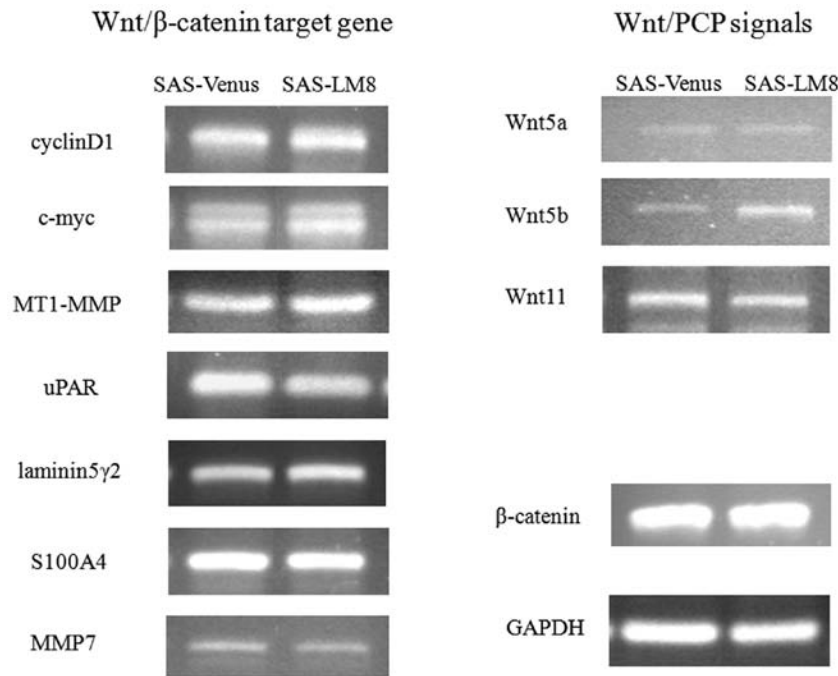 Wnt/β-catenin target gene
SAS-Venus SAS-LM8
cyclinD1
c-myc
MT1-MMP
uPAR
laminin5γ2
S100A4
MMP7
Wnt/PCP signals
SAS-Venus SAS-LM8
Wnt5a
Wnt5b
Wnt11
β-catenin
GAPDH